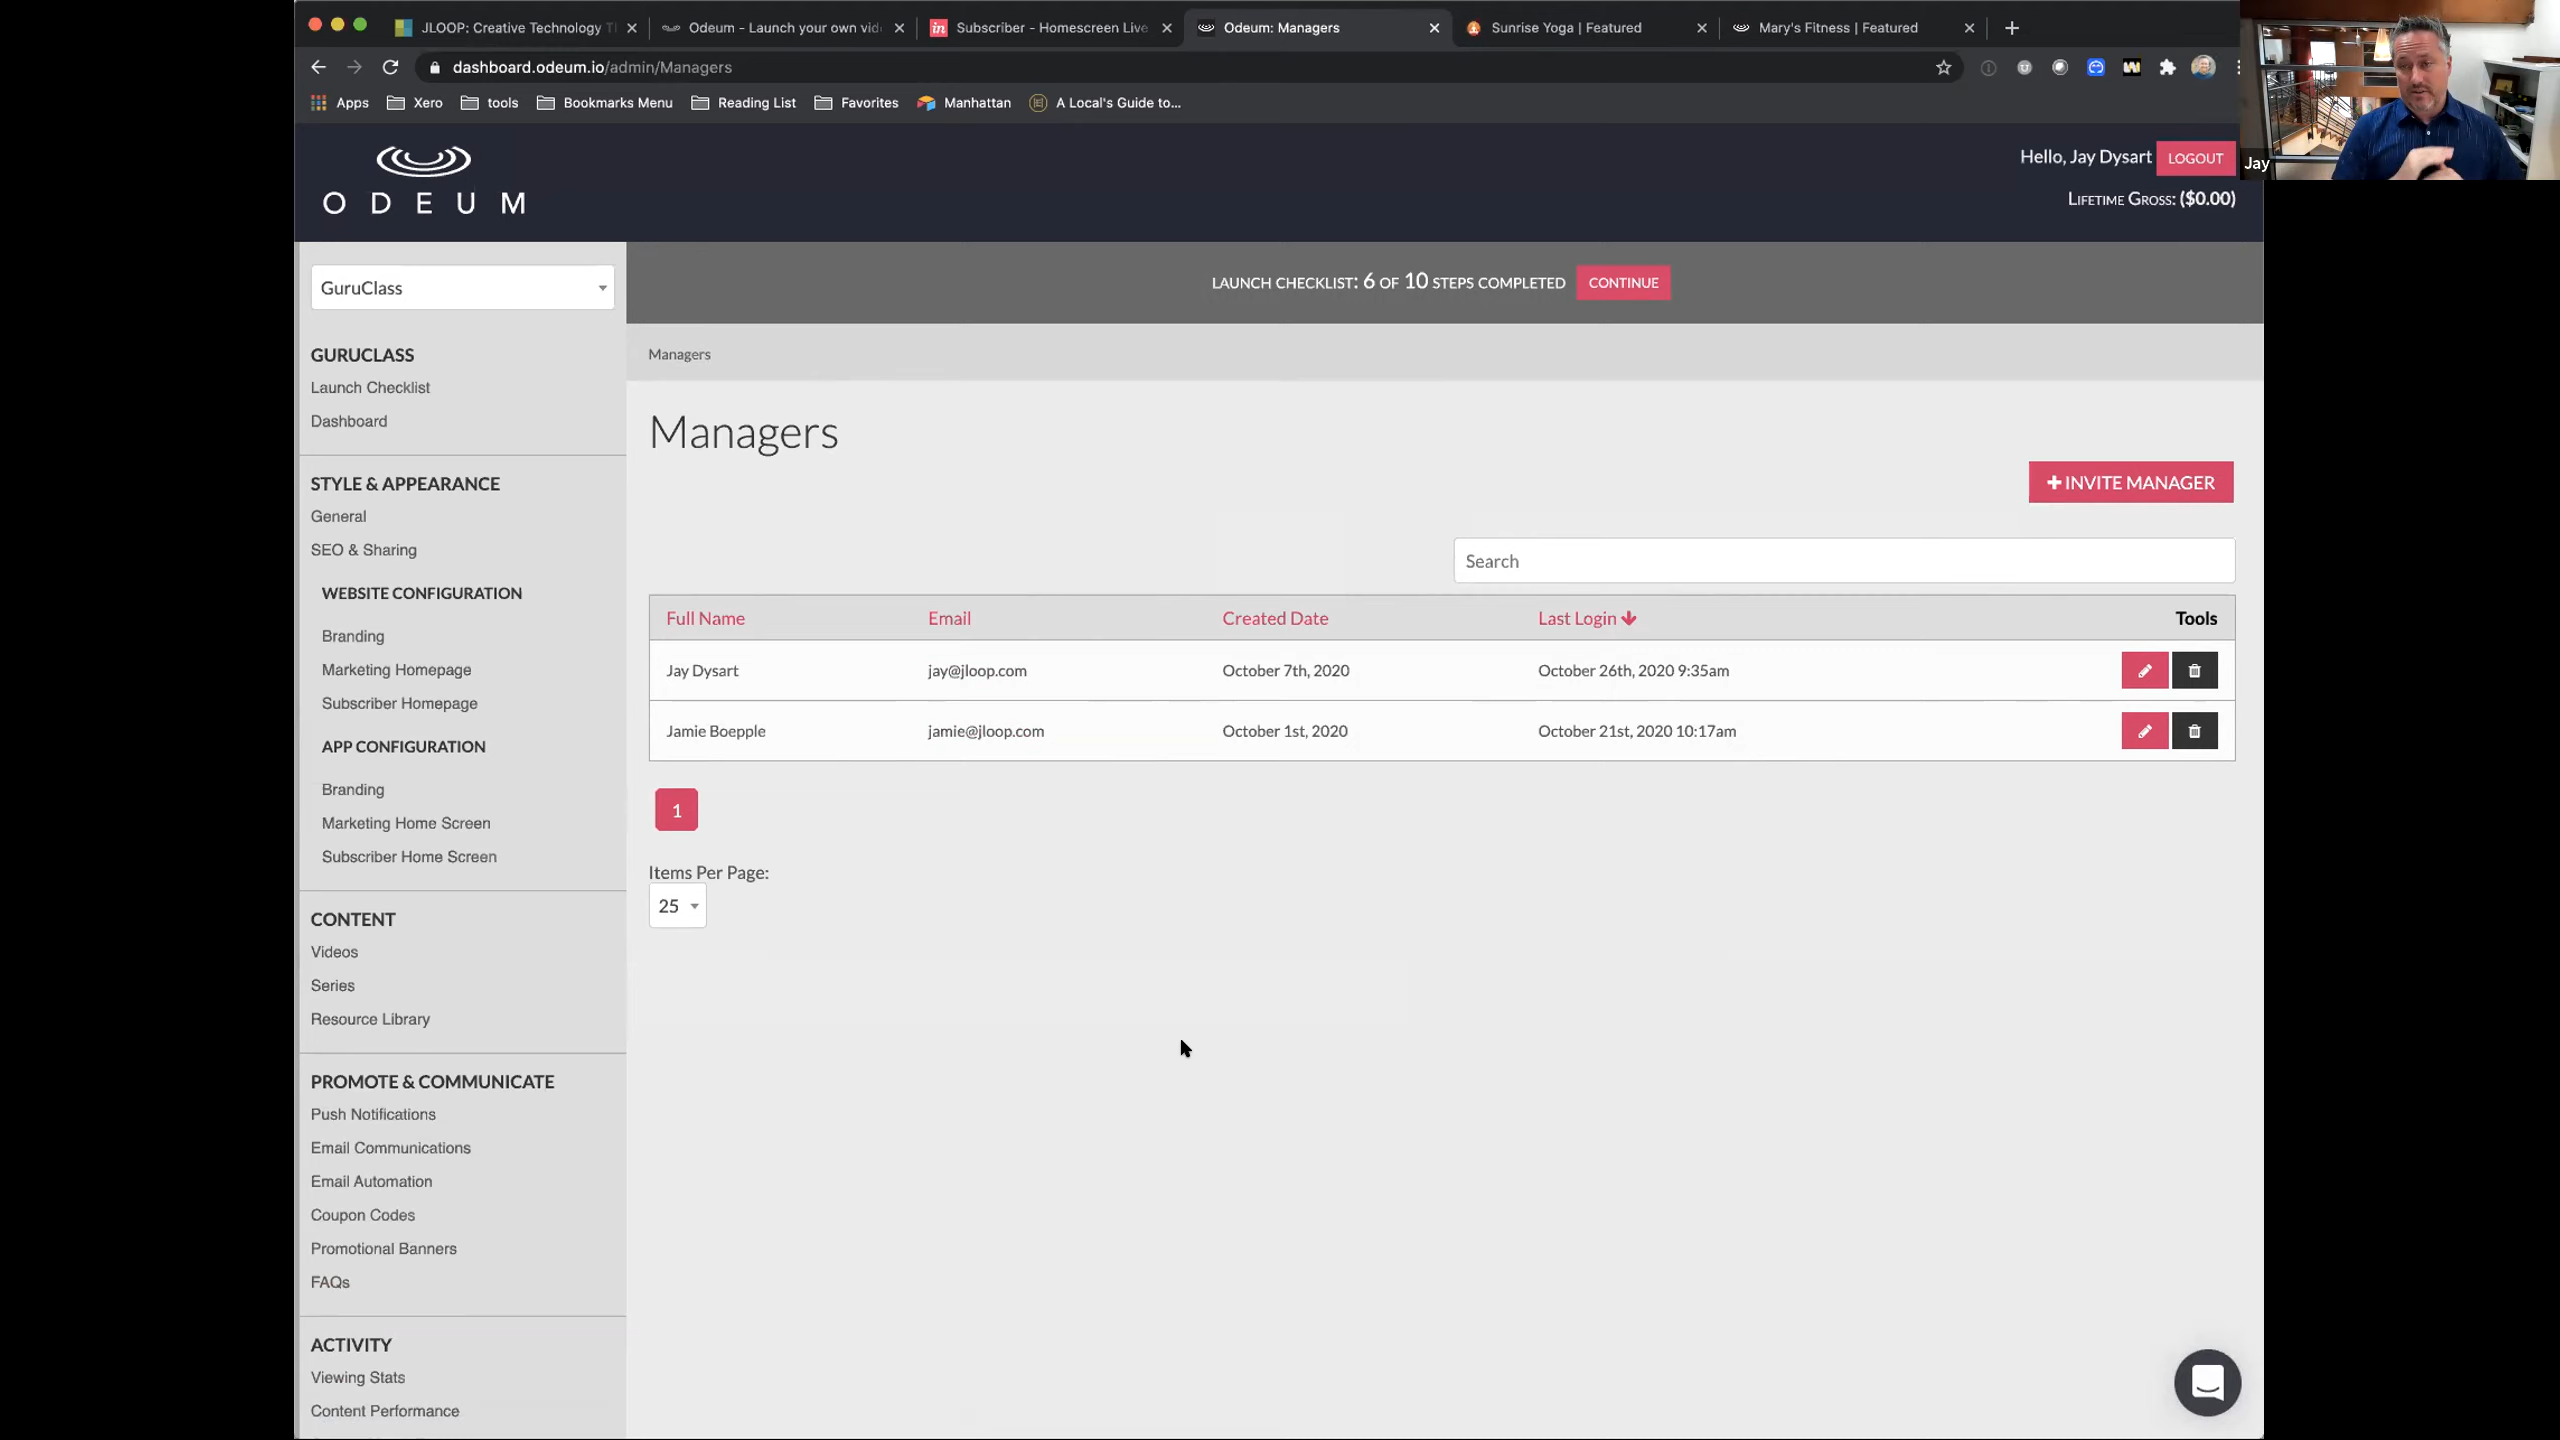 JLOOP: Creative Technology T
Odeum - Launch your own vid
Subscriber - Homescreen Live
Odeum: Managers
Sunrise Yoga | Featured
Mary's Fitness | Featured
dashboard.odeum.io/admin/Managers
Apps
Xero
tools
Bookmarks Menu
Reading List
Favorites
Manhattan
A Local's Guide to...
Jay
ODEUM
Hello, Jay Dysart LOGOUT
LIFETIME GROSS: ($0.00)
GuruClass
LAUNCH CHECKLIST: 6 OF 10 STEPS COMPLETED CONTINUE
GURUCLASS
Launch Checklist
Dashboard
STYLE & APPEARANCE
General
SEO & Sharing
WEBSITE CONFIGURATION
Branding
Marketing Homepage
Subscriber Homepage
APP CONFIGURATION
Branding
Marketing Home Screen
Subscriber Home Screen
CONTENT
Videos
Series
Resource Library
PROMOTE & COMMUNICATE
Push Notifications
Email Communications
Email Automation
Coupon Codes
Promotional Banners
FAQs
ACTIVITY
Viewing Stats
Content Performance
Managers
Managers
+ INVITE MANAGER
Search
Full Name Email Created Date Last Login Tools
Jay Dysart jay@jloop.com October 7th, 2020 October 26th, 2020 9:35am
Jamie Boepple jamie@jloop.com October 1st, 2020 October 21st, 2020 10:17am
1
Items Per Page:
25